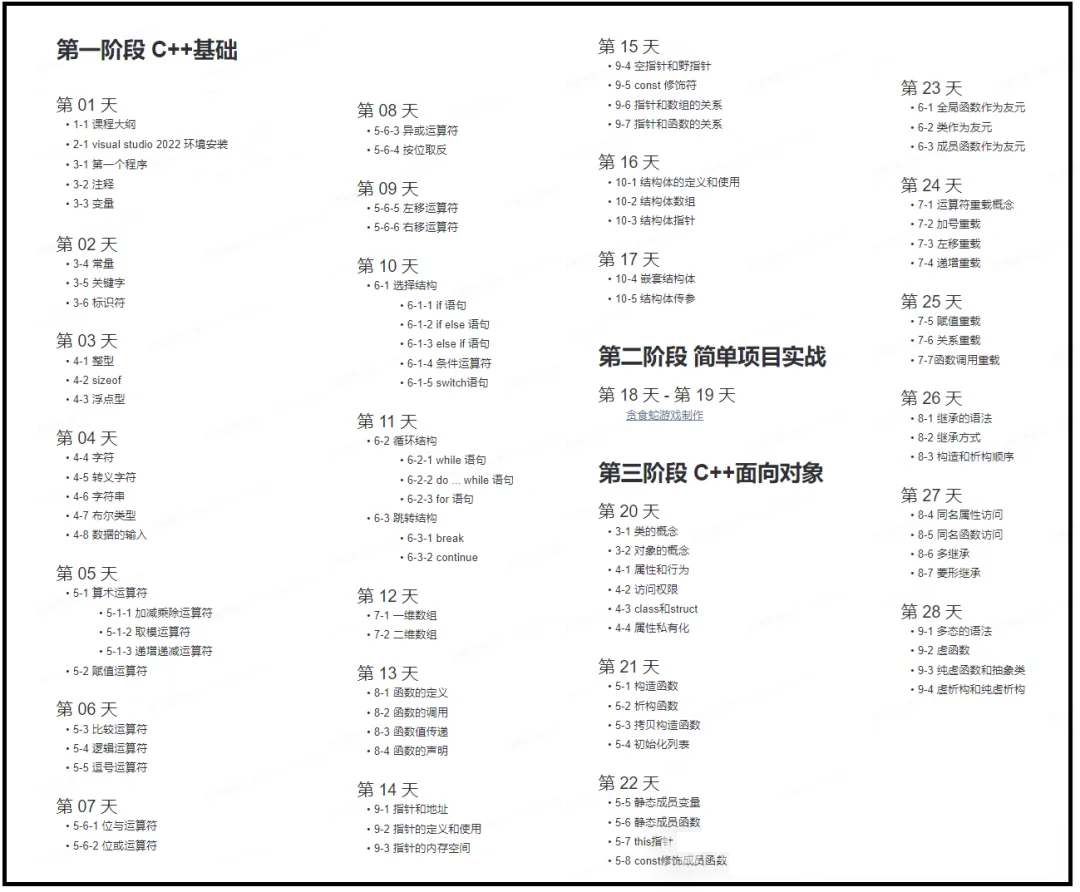 第一阶段 C++基础
第 01 天
• 1-1 课程大纲
• 2-1 visual studio 2022 环境安装
• 3-1 第一个程序
• 3-2 注释
• 3-3 变量
第 02 天
• 3-4 常量
• 3-5 关键字
• 3-6 标识符
第 03 天
• 4-1 整型
• 4-2 sizeof
• 4-3 浮点型
第 04 天
• 4-4 字符
• 4-5 转义字符
• 4-6 字符串
• 4-7 布尔类型
• 4-8 数据的输入
第 05 天
• 5-1 算术运算符
• 5-1-1 加减乘除运算符
• 5-1-2 取模运算符
• 5-1-3 递增递减运算符
• 5-2 赋值运算符
第 06 天
• 5-3 比较运算符
• 5-4 逻辑运算符
• 5-5 逗号运算符
第 07 天
• 5-6-1 位与运算符
• 5-6-2 位或运算符
第 08 天
• 5-6-3 异或运算符
• 5-6-4 按位取反
第 09 天
• 5-6-5 左移运算符
• 5-6-6 右移运算符
第 10 天
• 6-1 选择结构
• 6-1-1 if 语句
• 6-1-2 if else 语句
• 6-1-3 else if 语句
• 6-1-4 条件运算符
• 6-1-5 switch语句
第 11 天
• 6-2 循环结构
• 6-2-1 while 语句
• 6-2-2 do ... while 语句
• 6-2-3 for 语句
• 6-3 跳转结构
• 6-3-1 break
• 6-3-2 continue
第 12 天
• 7-1 一维数组
• 7-2 二维数组
第 13 天
• 8-1 函数的定义
• 8-2 函数的调用
• 8-3 函数值传递
• 8-4 函数的声明
第 14 天
• 9-1 指针和地址
• 9-2 指针的定义和使用
• 9-3 指针的内存空间
第 15 天
• 9-4 空指针和野指针
• 9-5 const 修饰符
• 9-6 指针和数组的关系
• 9-7 指针和函数的关系
第 16 天
• 10-1 结构体的定义和使用
• 10-2 结构体数组
• 10-3 结构体指针
第 17 天
• 10-4 嵌套结构体
• 10-5 结构体传参
第二阶段 简单项目实战
第 18 天 - 第 19 天
贪食蛇游戏制作
第三阶段 C++面向对象
第 20 天
• 3-1 类的概念
• 3-2 对象的概念
• 4-1 属性和行为
• 4-2 访问权限
• 4-3 class和struct
• 4-4 属性私有化
第 21 天
• 5-1 构造函数
• 5-2 析构函数
• 5-3 拷贝构造函数
• 5-4 初始化列表
第 22 天
• 5-5 静态成员变量
• 5-6 静态成员函数
• 5-7 this指针
• 5-8 const修饰成员函数
第 23 天
• 6-1 全局函数作为友元
• 6-2 类作为友元
• 6-3 成员函数作为友元
第 24 天
• 7-1 运算符重载概念
• 7-2 加号重载
• 7-3 左移重载
• 7-4 递增重载
第 25 天
• 7-5 赋值重载
• 7-6 关系重载
• 7-7函数调用重载
第 26 天
• 8-1 继承的语法
• 8-2 继承方式
• 8-3 构造和析构顺序
第 27 天
• 8-4 同名属性访问
• 8-5 同名函数访问
• 8-6 多继承
• 8-7 菱形继承
第 28 天
• 9-1 多态的语法
• 9-2 虚函数
• 9-3 纯虚函数和抽象类
• 9-4 虚析构和纯虚析构